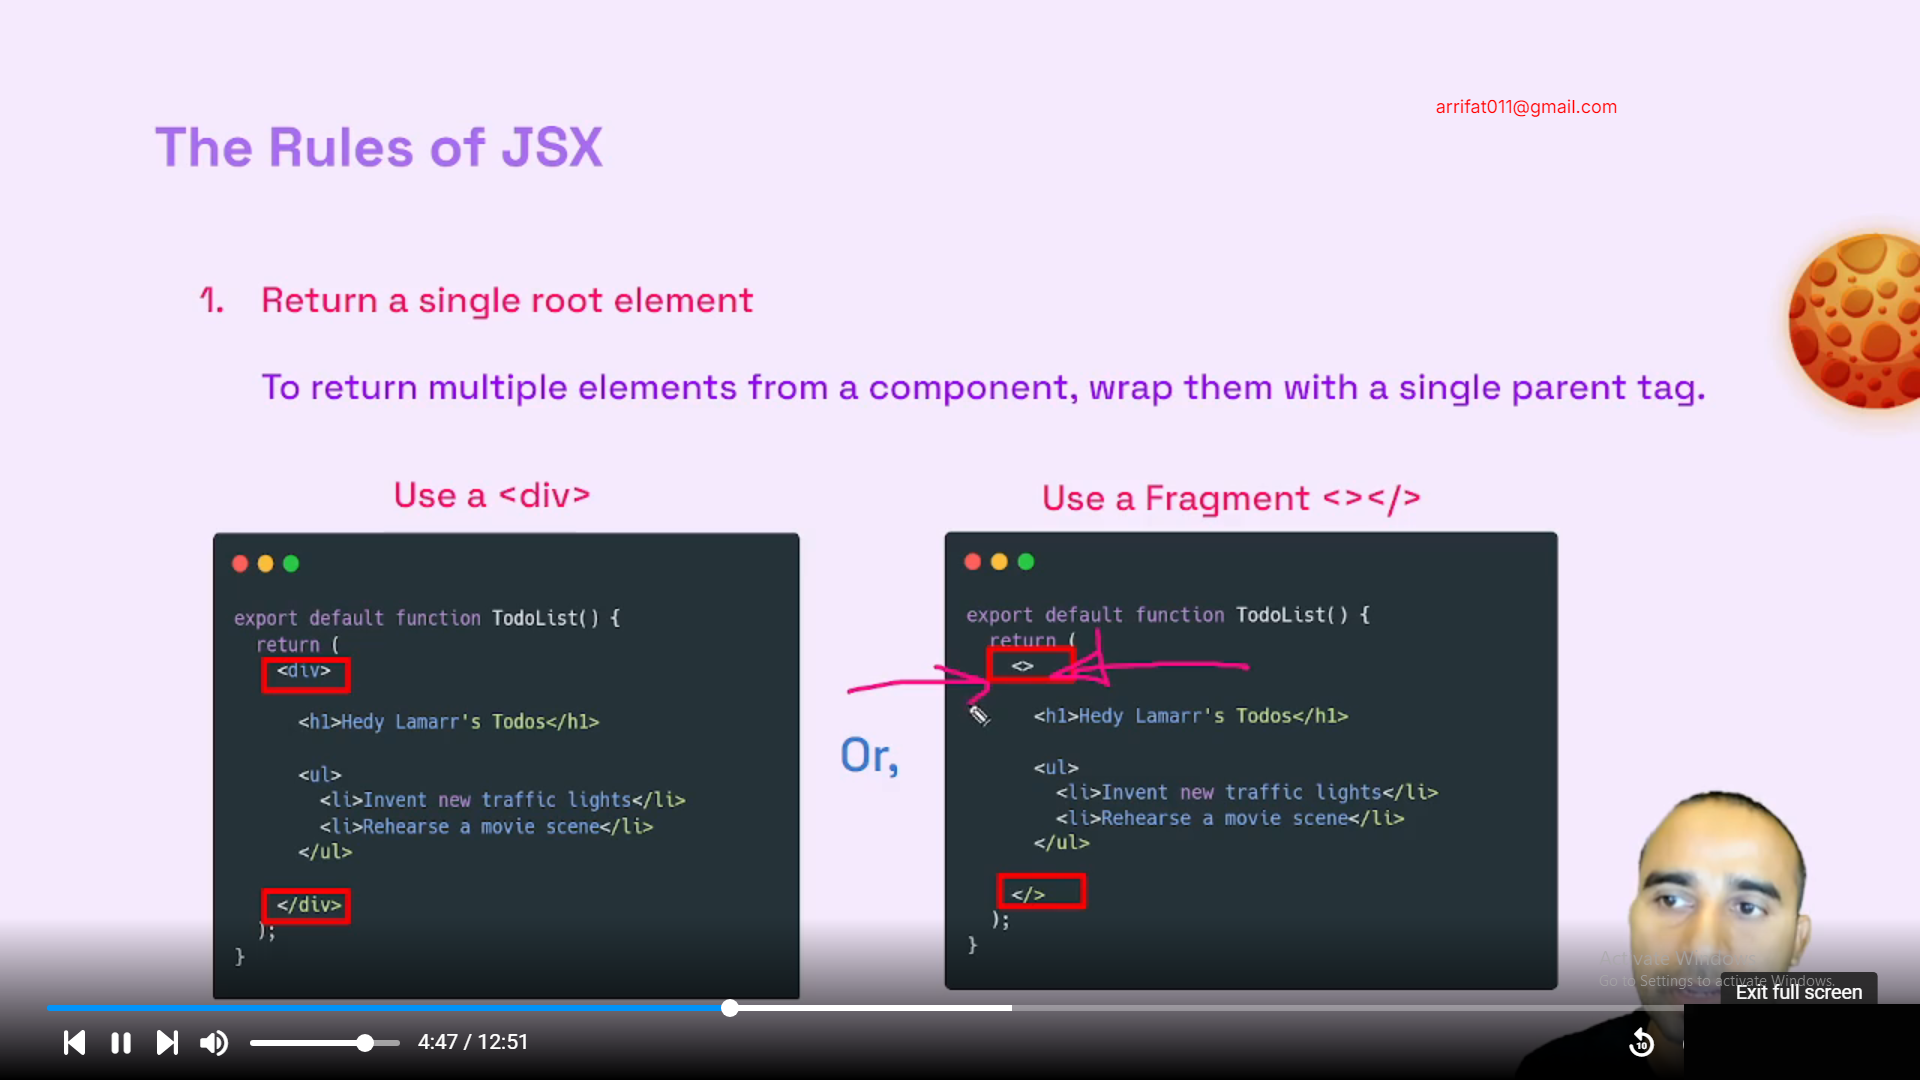 arrifat011@gmail.com
The Rules of JSX
1. Return a single root element
To return multiple elements from a component, wrap them with a single parent tag.
Use a <div>
export default function TodoList() {
return (
<div>
<h1>Hedy Lamarr's Todos</h1>
<ul>
<li>Invent new traffic lights</li>
<li>Rehearse a movie scene</li>
</ul>
</div>
);
}
Or,
Use a Fragment <></>
export default function TodoList() {
return (
<>
<h1>Hedy Lamarr's Todos</h1>
<ul>
<li>Invent new traffic lights</li>
<li>Rehearse a movie scene</li>
</ul>
</>
);
}
Activate Windows
Go to Settings to activate Windows.
Exit full screen
4:47 / 12:51
10